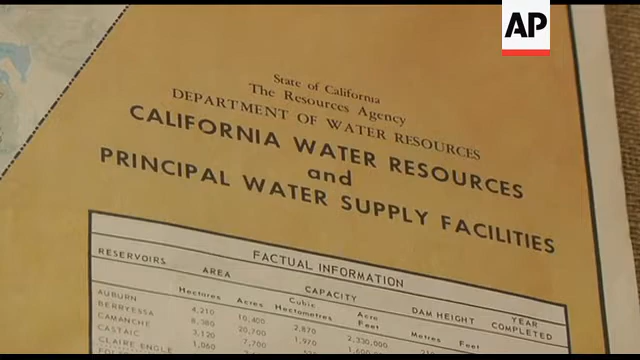 AP
State of California
The Resources Agency
DEPARTMENT OF WATER RESOURCES
CALIFORNIA WATER RESOURCES
and
PRINCIPAL WATER SUPPLY FACILITIES
FACTUAL INFORMATION
RESERVOIRS AREA CAPACITY DAM HEIGHT YEAR COMPLETED
Hectares Acres Cubic Hectometres Acre Feet Metres Feet
AUBURN 4,210 10,400 2,870 2,330,000
BERRYESSA 8,380 20,700 1,970
CAMANCHE 3,120 7,700
CASTAIC 1,060
CLAIRE ENGLE